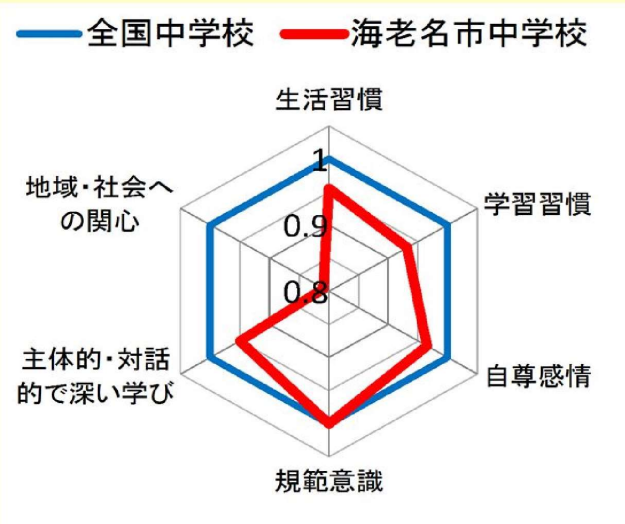 全国中学校 海老名市中学校
生活習慣
1
地域・社会へ
の関心
学習習慣
0.9
0.8
主体的・対話
的で深い学び
自尊感情
規範意識